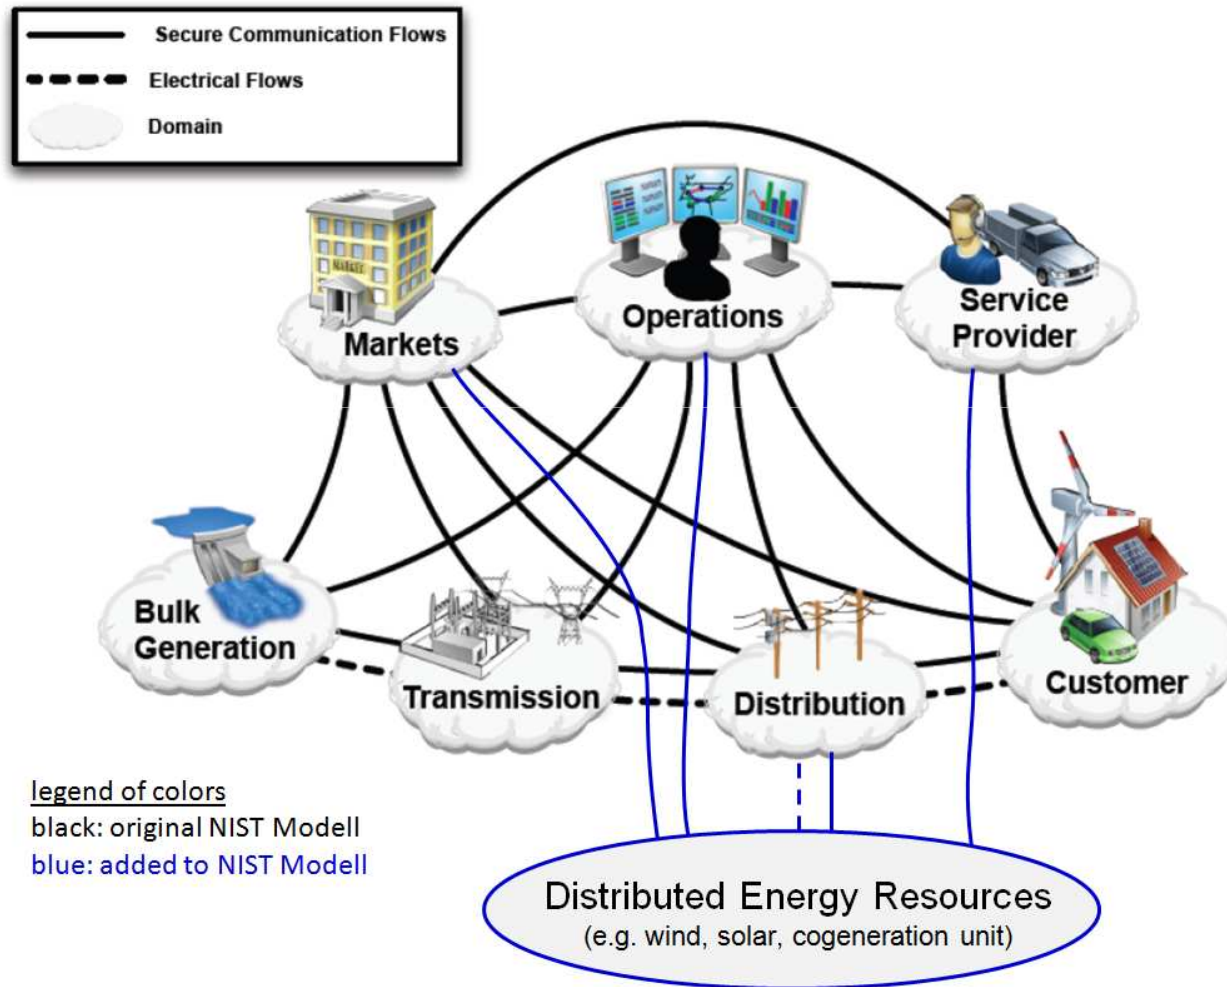 Secure Communication Flows
Electrical Flows
Domain
MARKET
Markets
Operations
Service
Provider
Bulk
Generation
Transmission
Distribution
Customer
legend of colors
black: original NIST Modell
blue: added to NIST Modell
Distributed Energy Resources
(e.g. wind, solar, cogeneration unit)